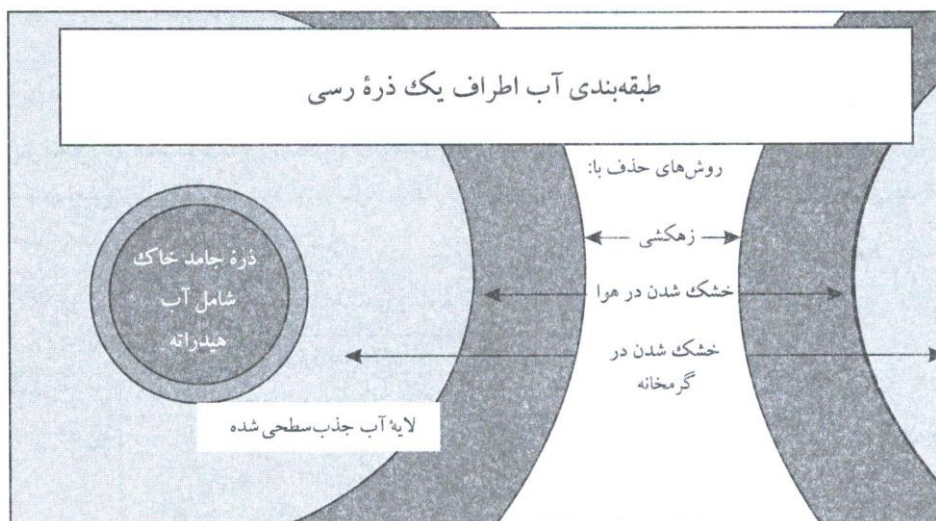 طبقه‌بندی آب اطراف یک ذرهٔ رسی
روش‌های حذف با:
زهکشی
خشک شدن در هوا
خشک شدن در
گرمخانه
ذرهٔ جامد خاک
شامل آب
هیدراته
لایهٔ آب جذب سطحی شده